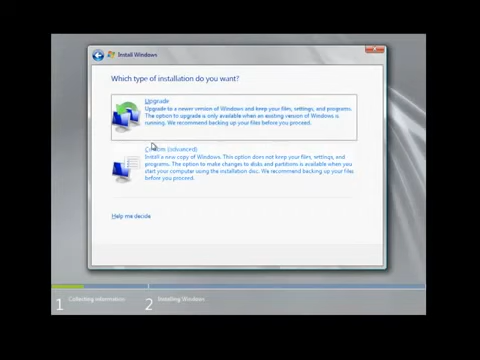 Install Windows
Which type of installation do you want?
Upgrade
Upgrade to a newer version of Windows and keep your files, settings, and programs.
The option to upgrade is only available when an existing version of Windows is
running. We recommend backing up your files before you proceed.
Custom (advanced)
Install a new copy of Windows. This option does not keep your files, settings, and
programs. The option to make changes to disks and partitions is available when you
start your computer using the installation disc. We recommend backing up your files
before you proceed.
Help me decide
1 Collecting information
2 Installing Windows